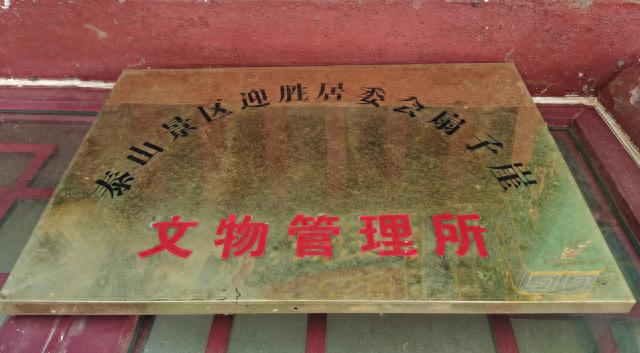 泰山景区迎胜居委会扇子崖
文物管理所